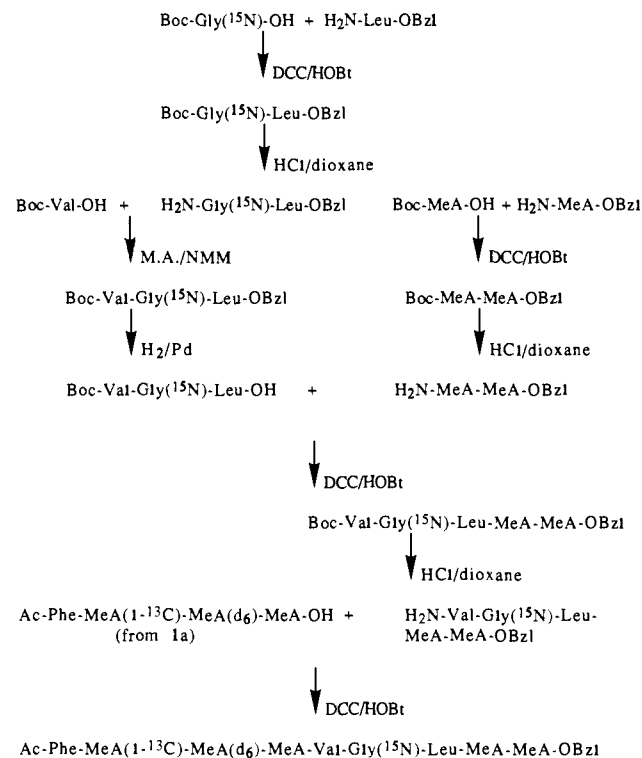 Boc-Gly(¹⁵N)-OH + H₂N-Leu-OBzl
DCC/HOBt
Boc-Gly(¹⁵N)-Leu-OBzl
HCl/dioxane
Boc-Val-OH + H₂N-Gly(¹⁵N)-Leu-OBzl
Boc-MeA-OH + H₂N-MeA-OBzl
M.A./NMM
DCC/HOBt
Boc-Val-Gly(¹⁵N)-Leu-OBzl
Boc-MeA-MeA-OBzl
H₂/Pd
HCl/dioxane
Boc-Val-Gly(¹⁵N)-Leu-OH + H₂N-MeA-MeA-OBzl
DCC/HOBt
Boc-Val-Gly(¹⁵N)-Leu-MeA-MeA-OBzl
HCl/dioxane
Ac-Phe-MeA(1-¹³C)-MeA(d₆)-MeA-OH +
(from 1a)
H₂N-Val-Gly(¹⁵N)-Leu-
MeA-MeA-OBzl
DCC/HOBt
Ac-Phe-MeA(1-¹³C)-MeA(d₆)-MeA-Val-Gly(¹⁵N)-Leu-MeA-MeA-OBzl